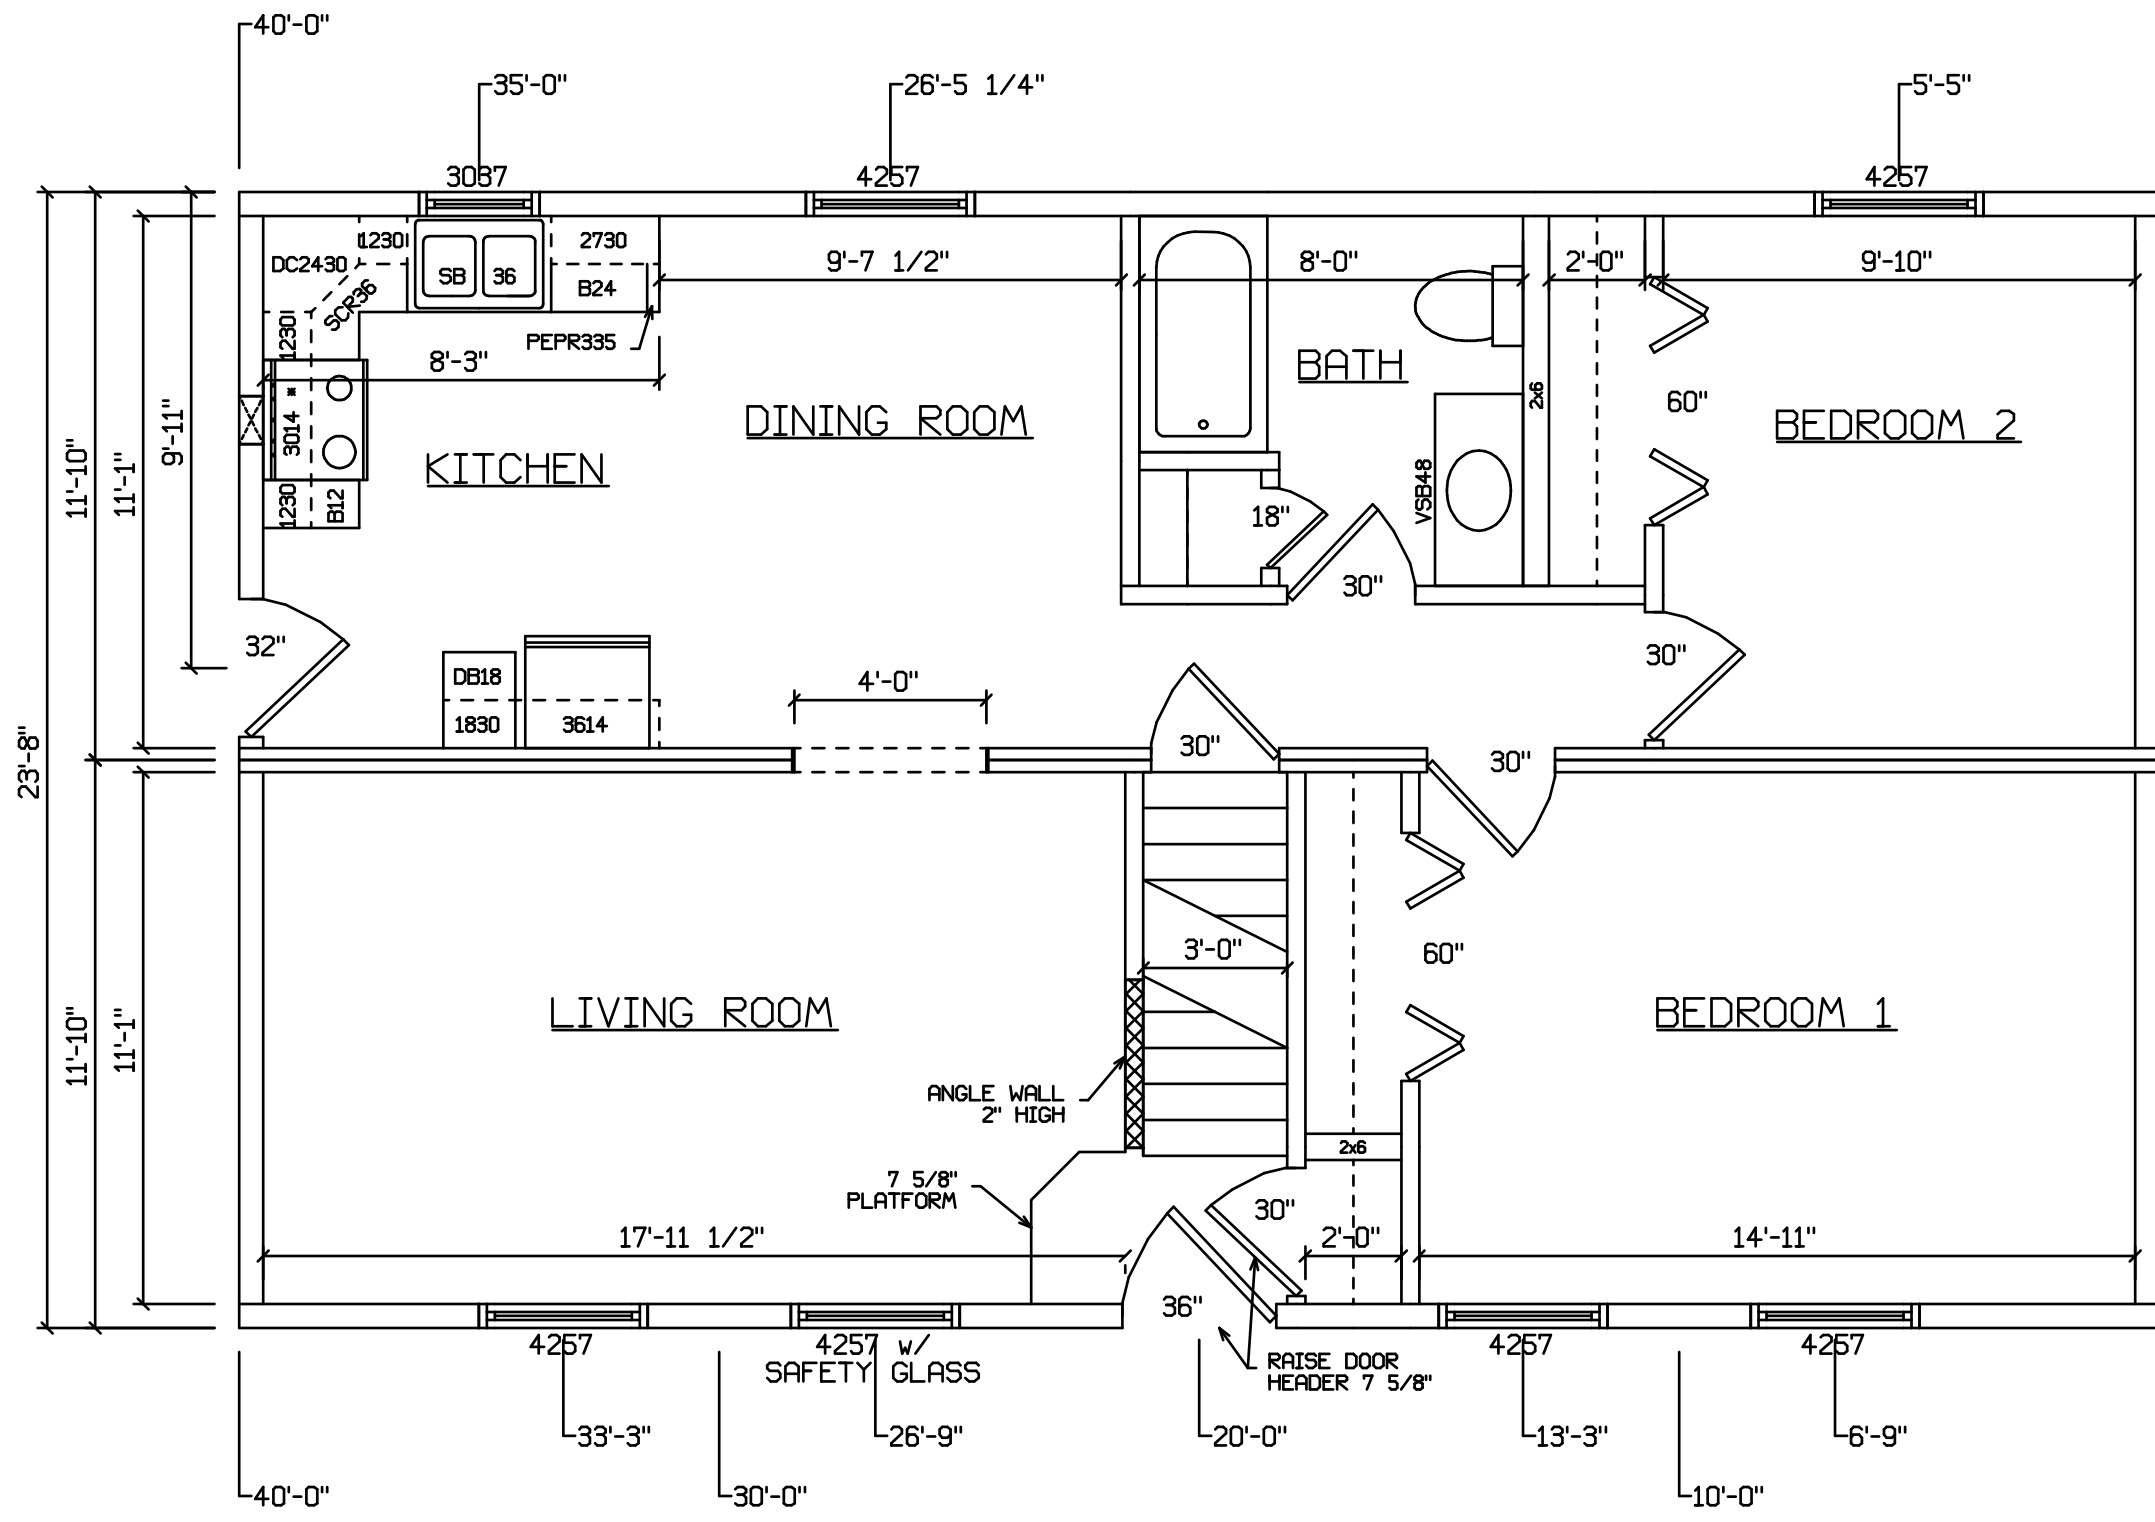 40'-0"
35'-0"
26'-5 1/4"
5'-5"
3037
4257
4257
1230
2730
DC2430
SB
36
B24
SCR36
1230
PEPR335
9'-7 1/2"
8'-0"
2'-0"
9'-10"
8'-3"
3014 *
1230
B12
KITCHEN
DINING ROOM
BATH
2x6
60"
BEDROOM 2
VSB48
18"
30"
9'-11"
11'-1"
11'-10"
23'-8"
32"
DB18
1830
3614
4'-0"
30"
30"
30"
3'-0"
60"
LIVING ROOM
BEDROOM 1
11'-1"
11'-10"
ANGLE WALL
2" HIGH
2x6
7 5/8"
PLATFORM
30"
17'-11 1/2"
2'-0"
14'-11"
36"
4257
4257 w/
SAFETY GLASS
RAISE DOOR
HEADER 7 5/8"
4257
4257
33'-3"
26'-9"
20'-0"
13'-3"
6'-9"
40'-0"
30'-0"
10'-0"